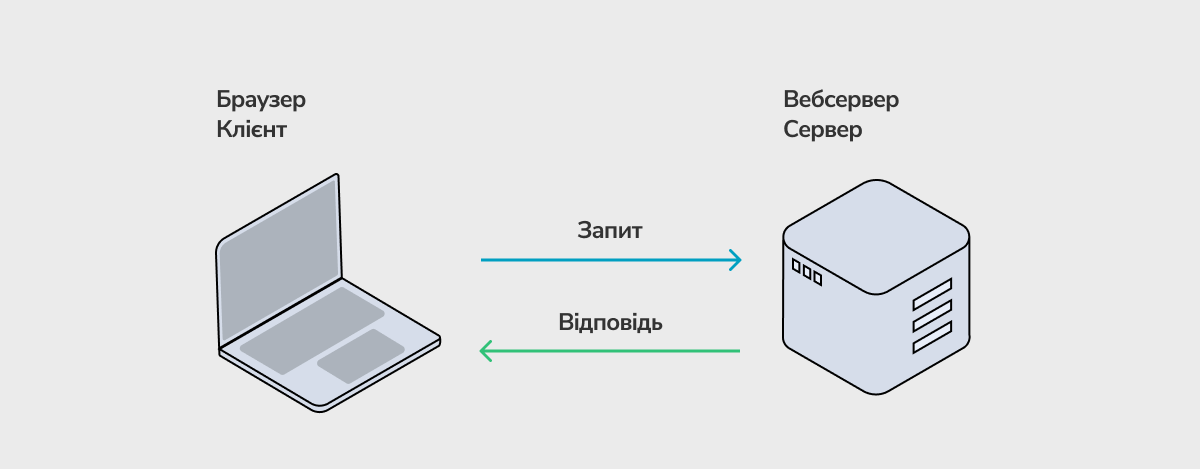 Браузер
Клієнт
Вебсервер
Сервер
Запит
Відповідь